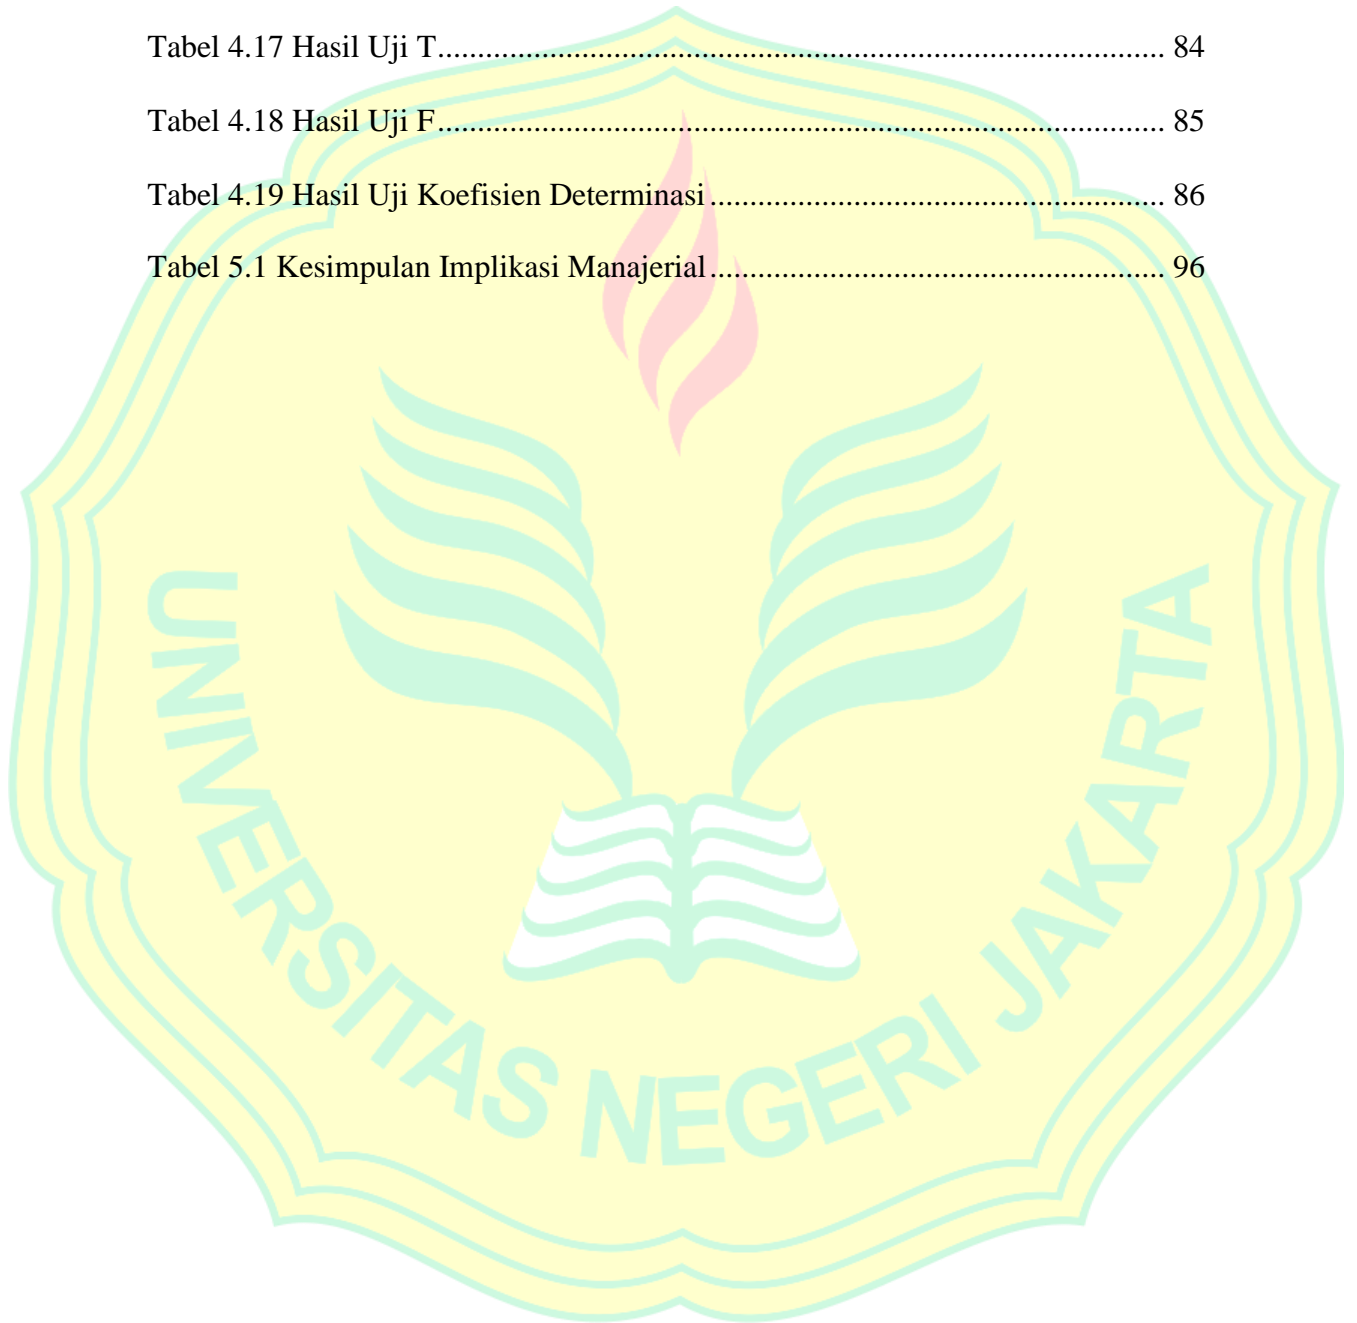 Tabel 4.17 Hasil Uji T.......................................................................................... 84
Tabel 4.18 Hasil Uji F.......................................................................................... 85
Tabel 4.19 Hasil Uji Koefisien Determinasi........................................................ 86
Tabel 5.1 Kesimpulan Implikasi Manajerial........................................................ 96
UNIVERSITAS NEGERI JAKARTA